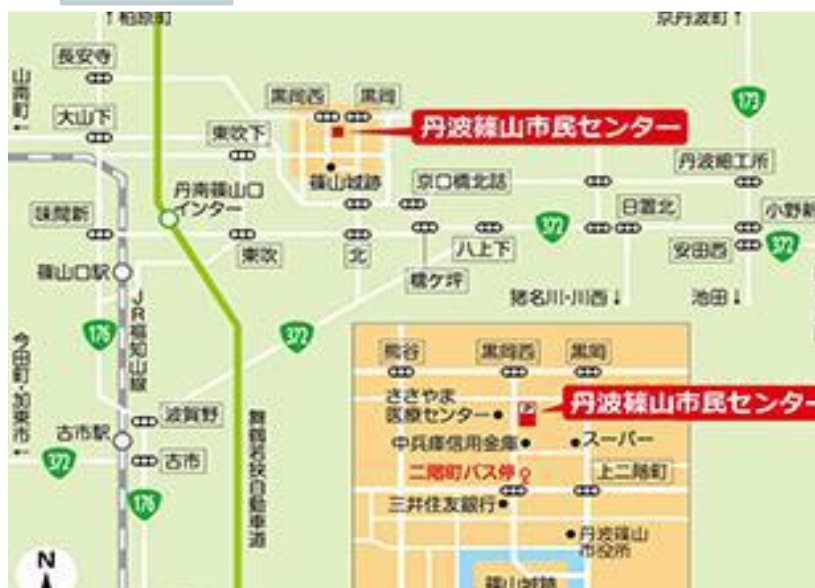 ↑柏原町
京丹波町↑
長安寺
山南町←
173
黒岡西
黒岡
大山下
東吹下
丹波篠山市民センター
丹波細工所
篠山城跡
京口橋北詰
丹南篠山口
インター
日置北
小野新
味間新
372
東吹
北
八上下
安田西
372
篠山口駅
糯ケ坪
猪名川・川西↓
池田↓
JR福知山線
176
372
今田町・加東市←
熊谷
黒岡西
黒岡
ささやま
医療センター
丹波篠山市民センター
波賀野
舞鶴若狭自動車道
古市駅
中兵庫信用金庫
スーパー
372
古市
二階町バス停
上二階町
176
三井住友銀行
丹波篠山
市役所
N
篠山城跡